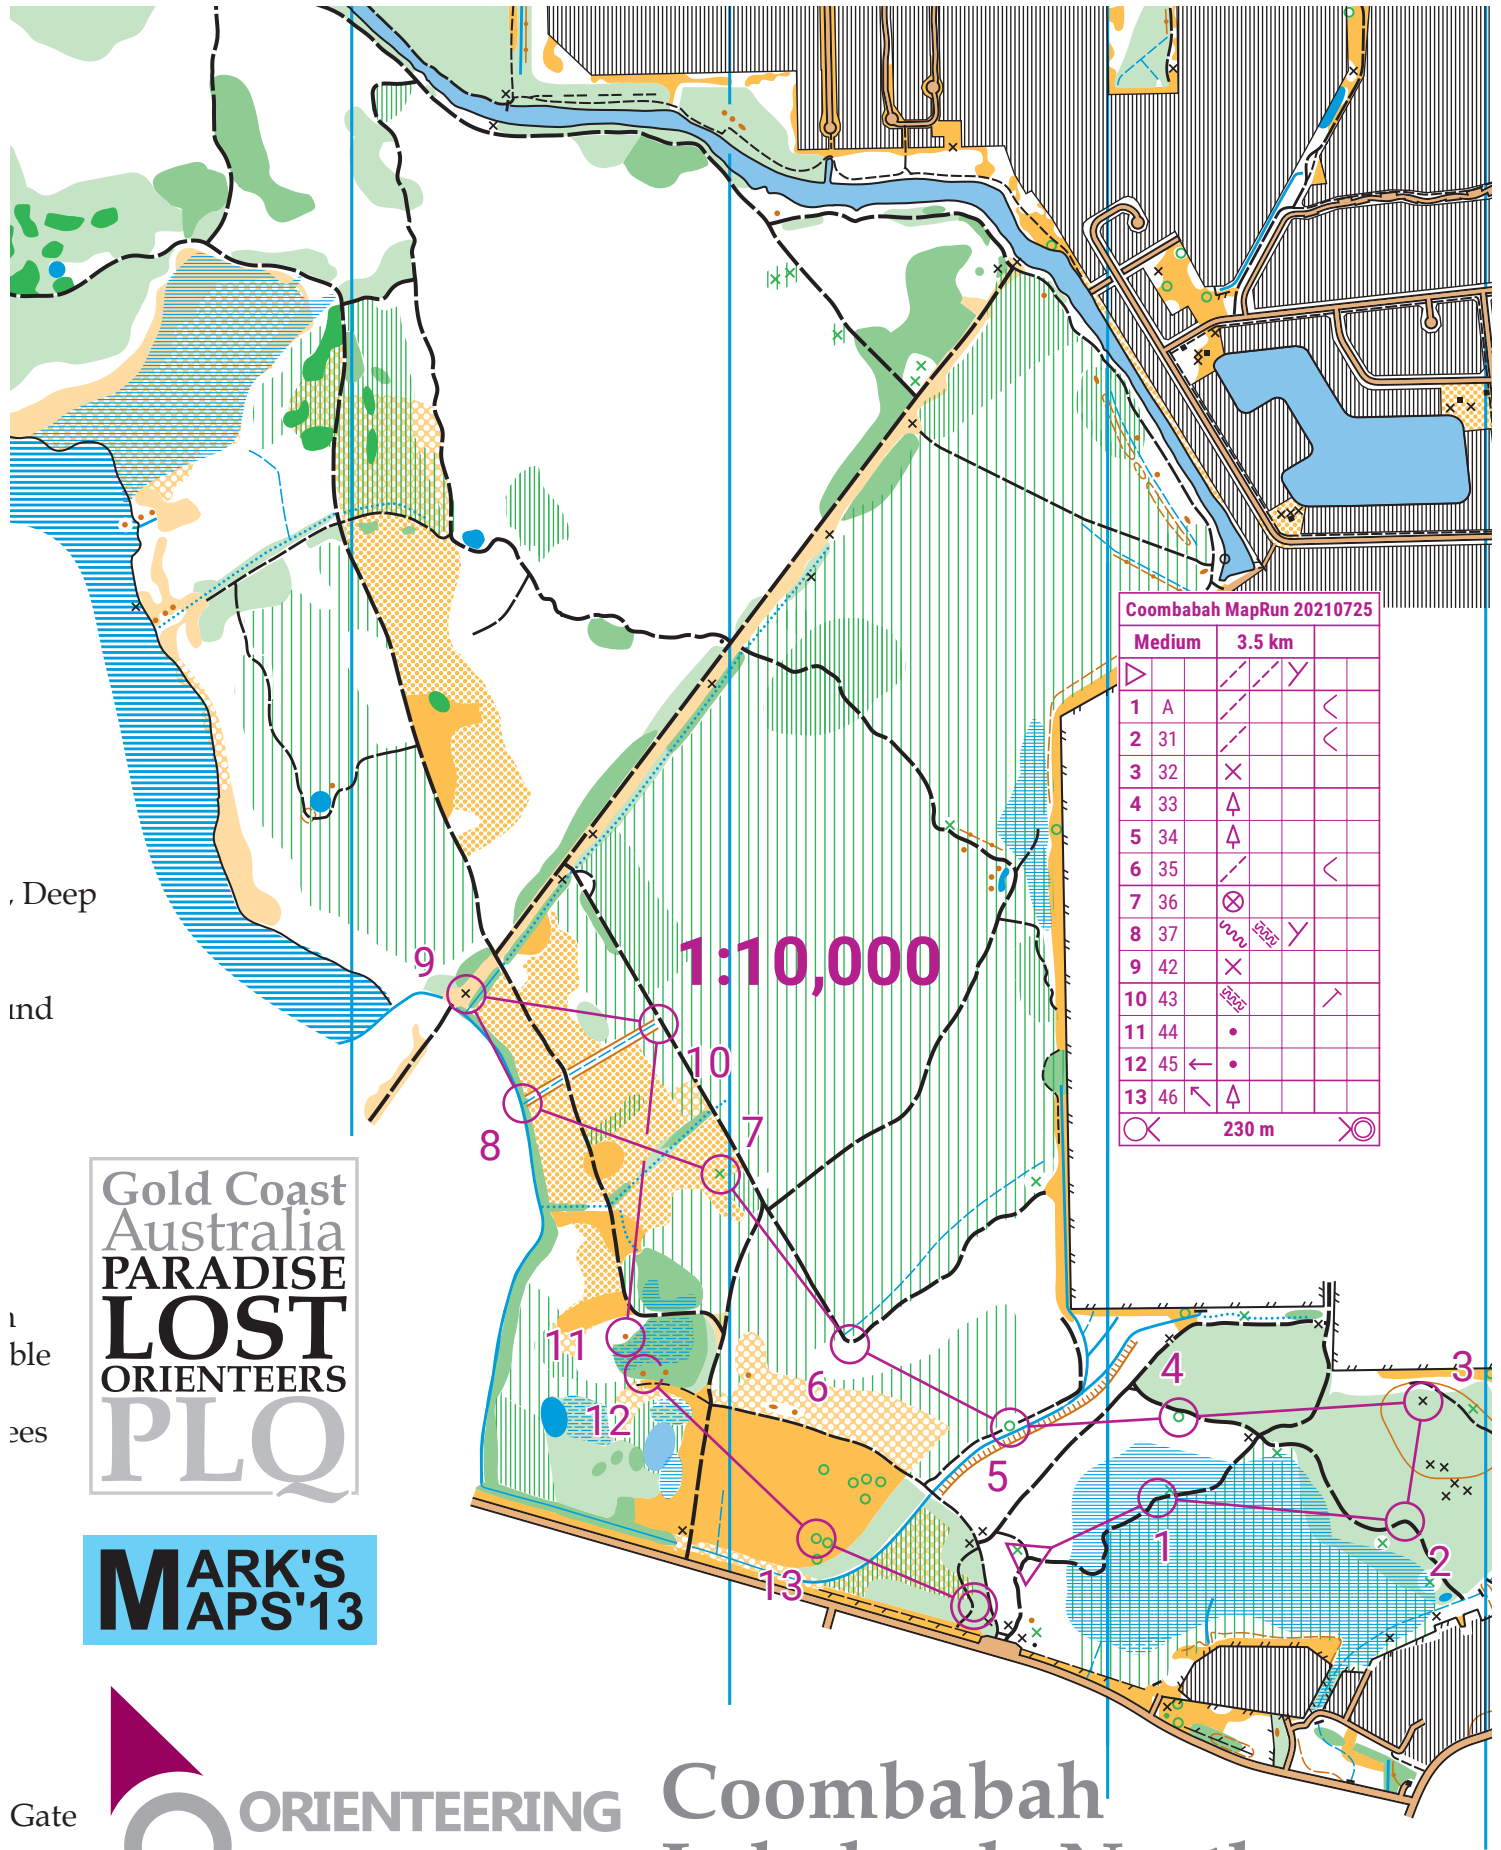 Coombabah MapRun 20210725
Medium 3.5 km
1 A
2 31
3 32
4 33
5 34
6 35
7 36
8 37
9 42
10 43
11 44
12 45
13 46
230 m
, Deep
ees
Gate
1:10,000
9
10
8
7
6
11
12
5
4
3
13
1
2
Gold Coast
Australia
PARADISE
LOST
ORIENTEERS
PLQ
MARK'S
MAPS'13
ORIENTEERING
Coombabah